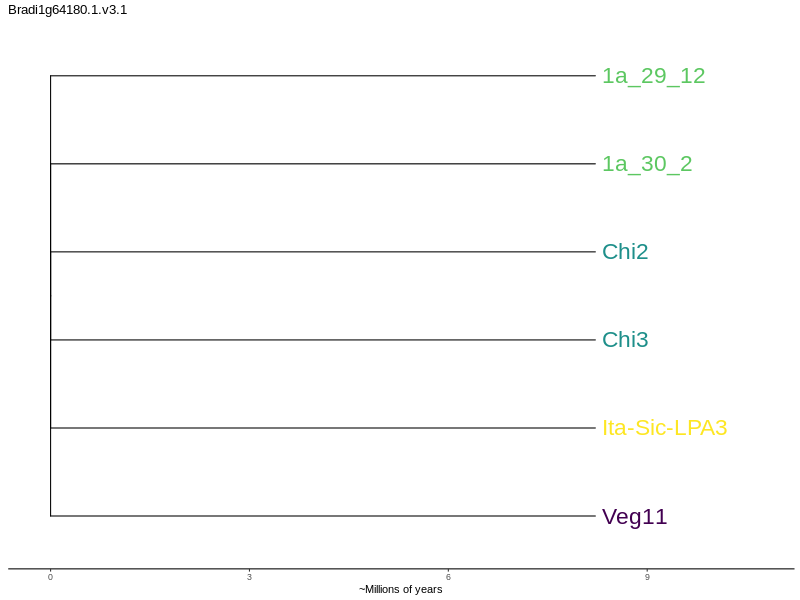 Bradi1g64180.1.v3.1
1a_29_12
1a_30_2
Chi2
Chi3
Ita-Sic-LPA3
Veg11
0 3 6 9
~Millions of years